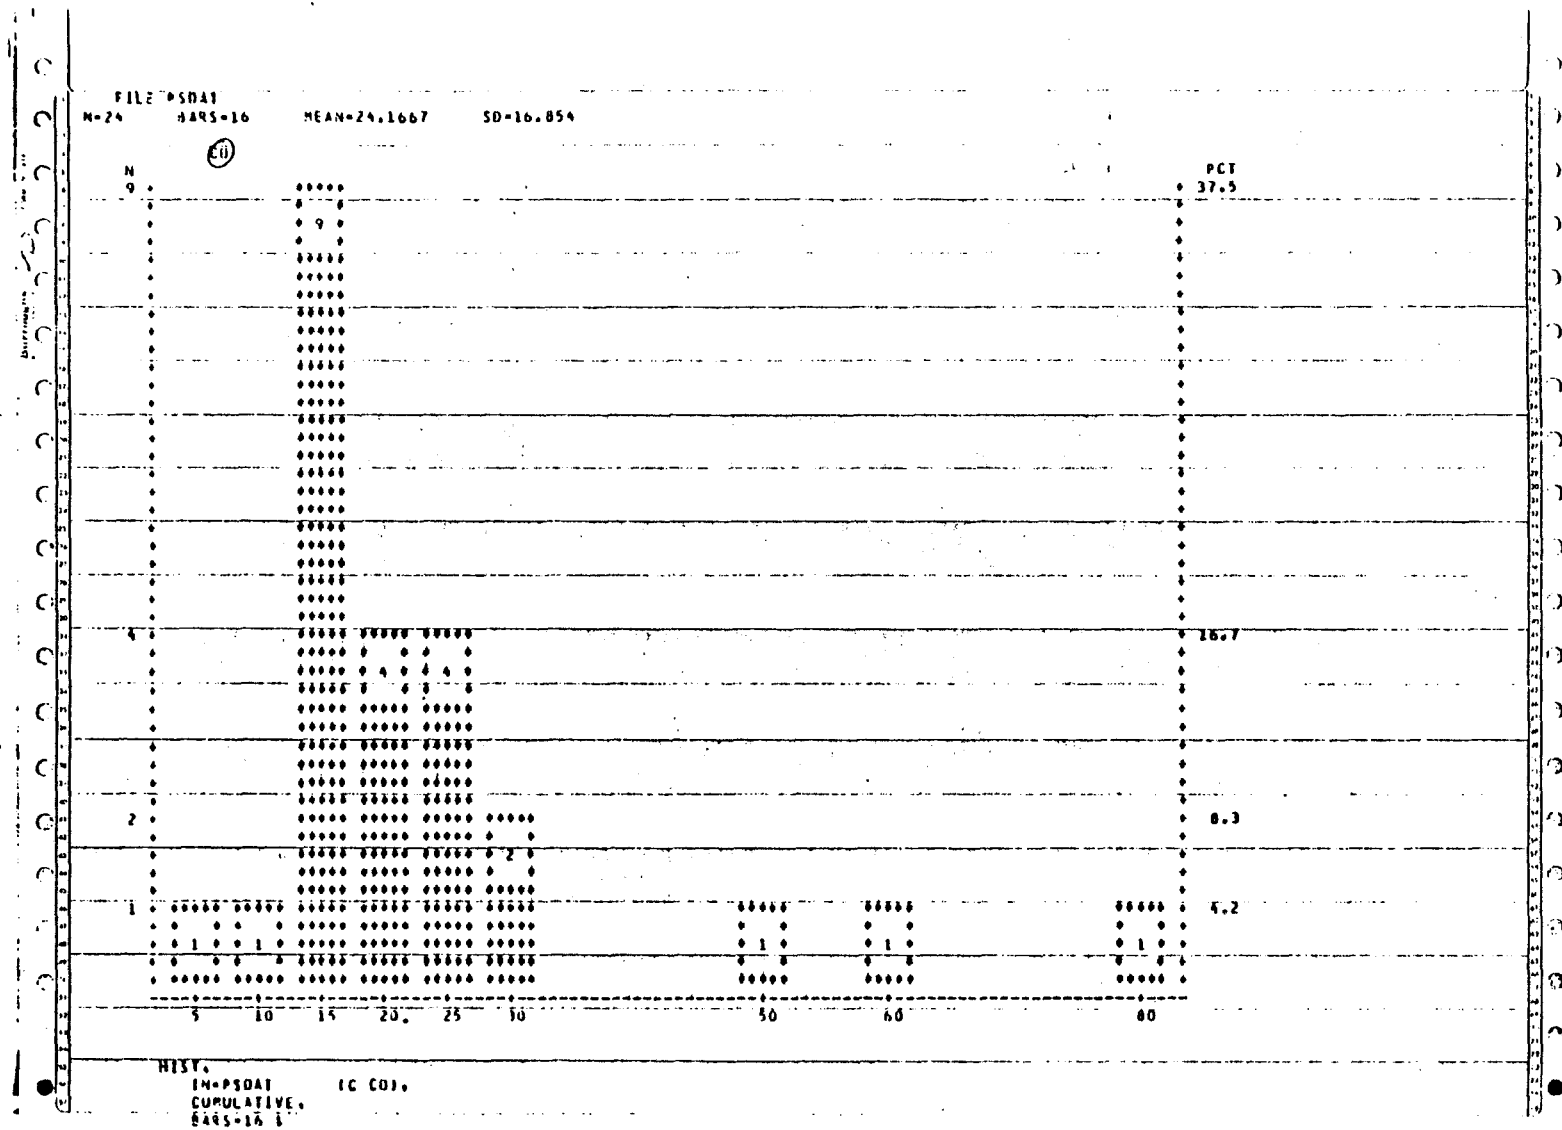 FILE PSDAT
N=24 BARS=16 MEAN=24.1667 SD=16.854
CO
N PCT
9 37.5
9
4 16.7
4 4
2 8.3
2
1 4.2
1 1 1 1 1
5 10 15 20. 25 30 50 60 80
HIST.
IN=PSDAT (C CO).
CUMULATIVE.
BARS=16 $